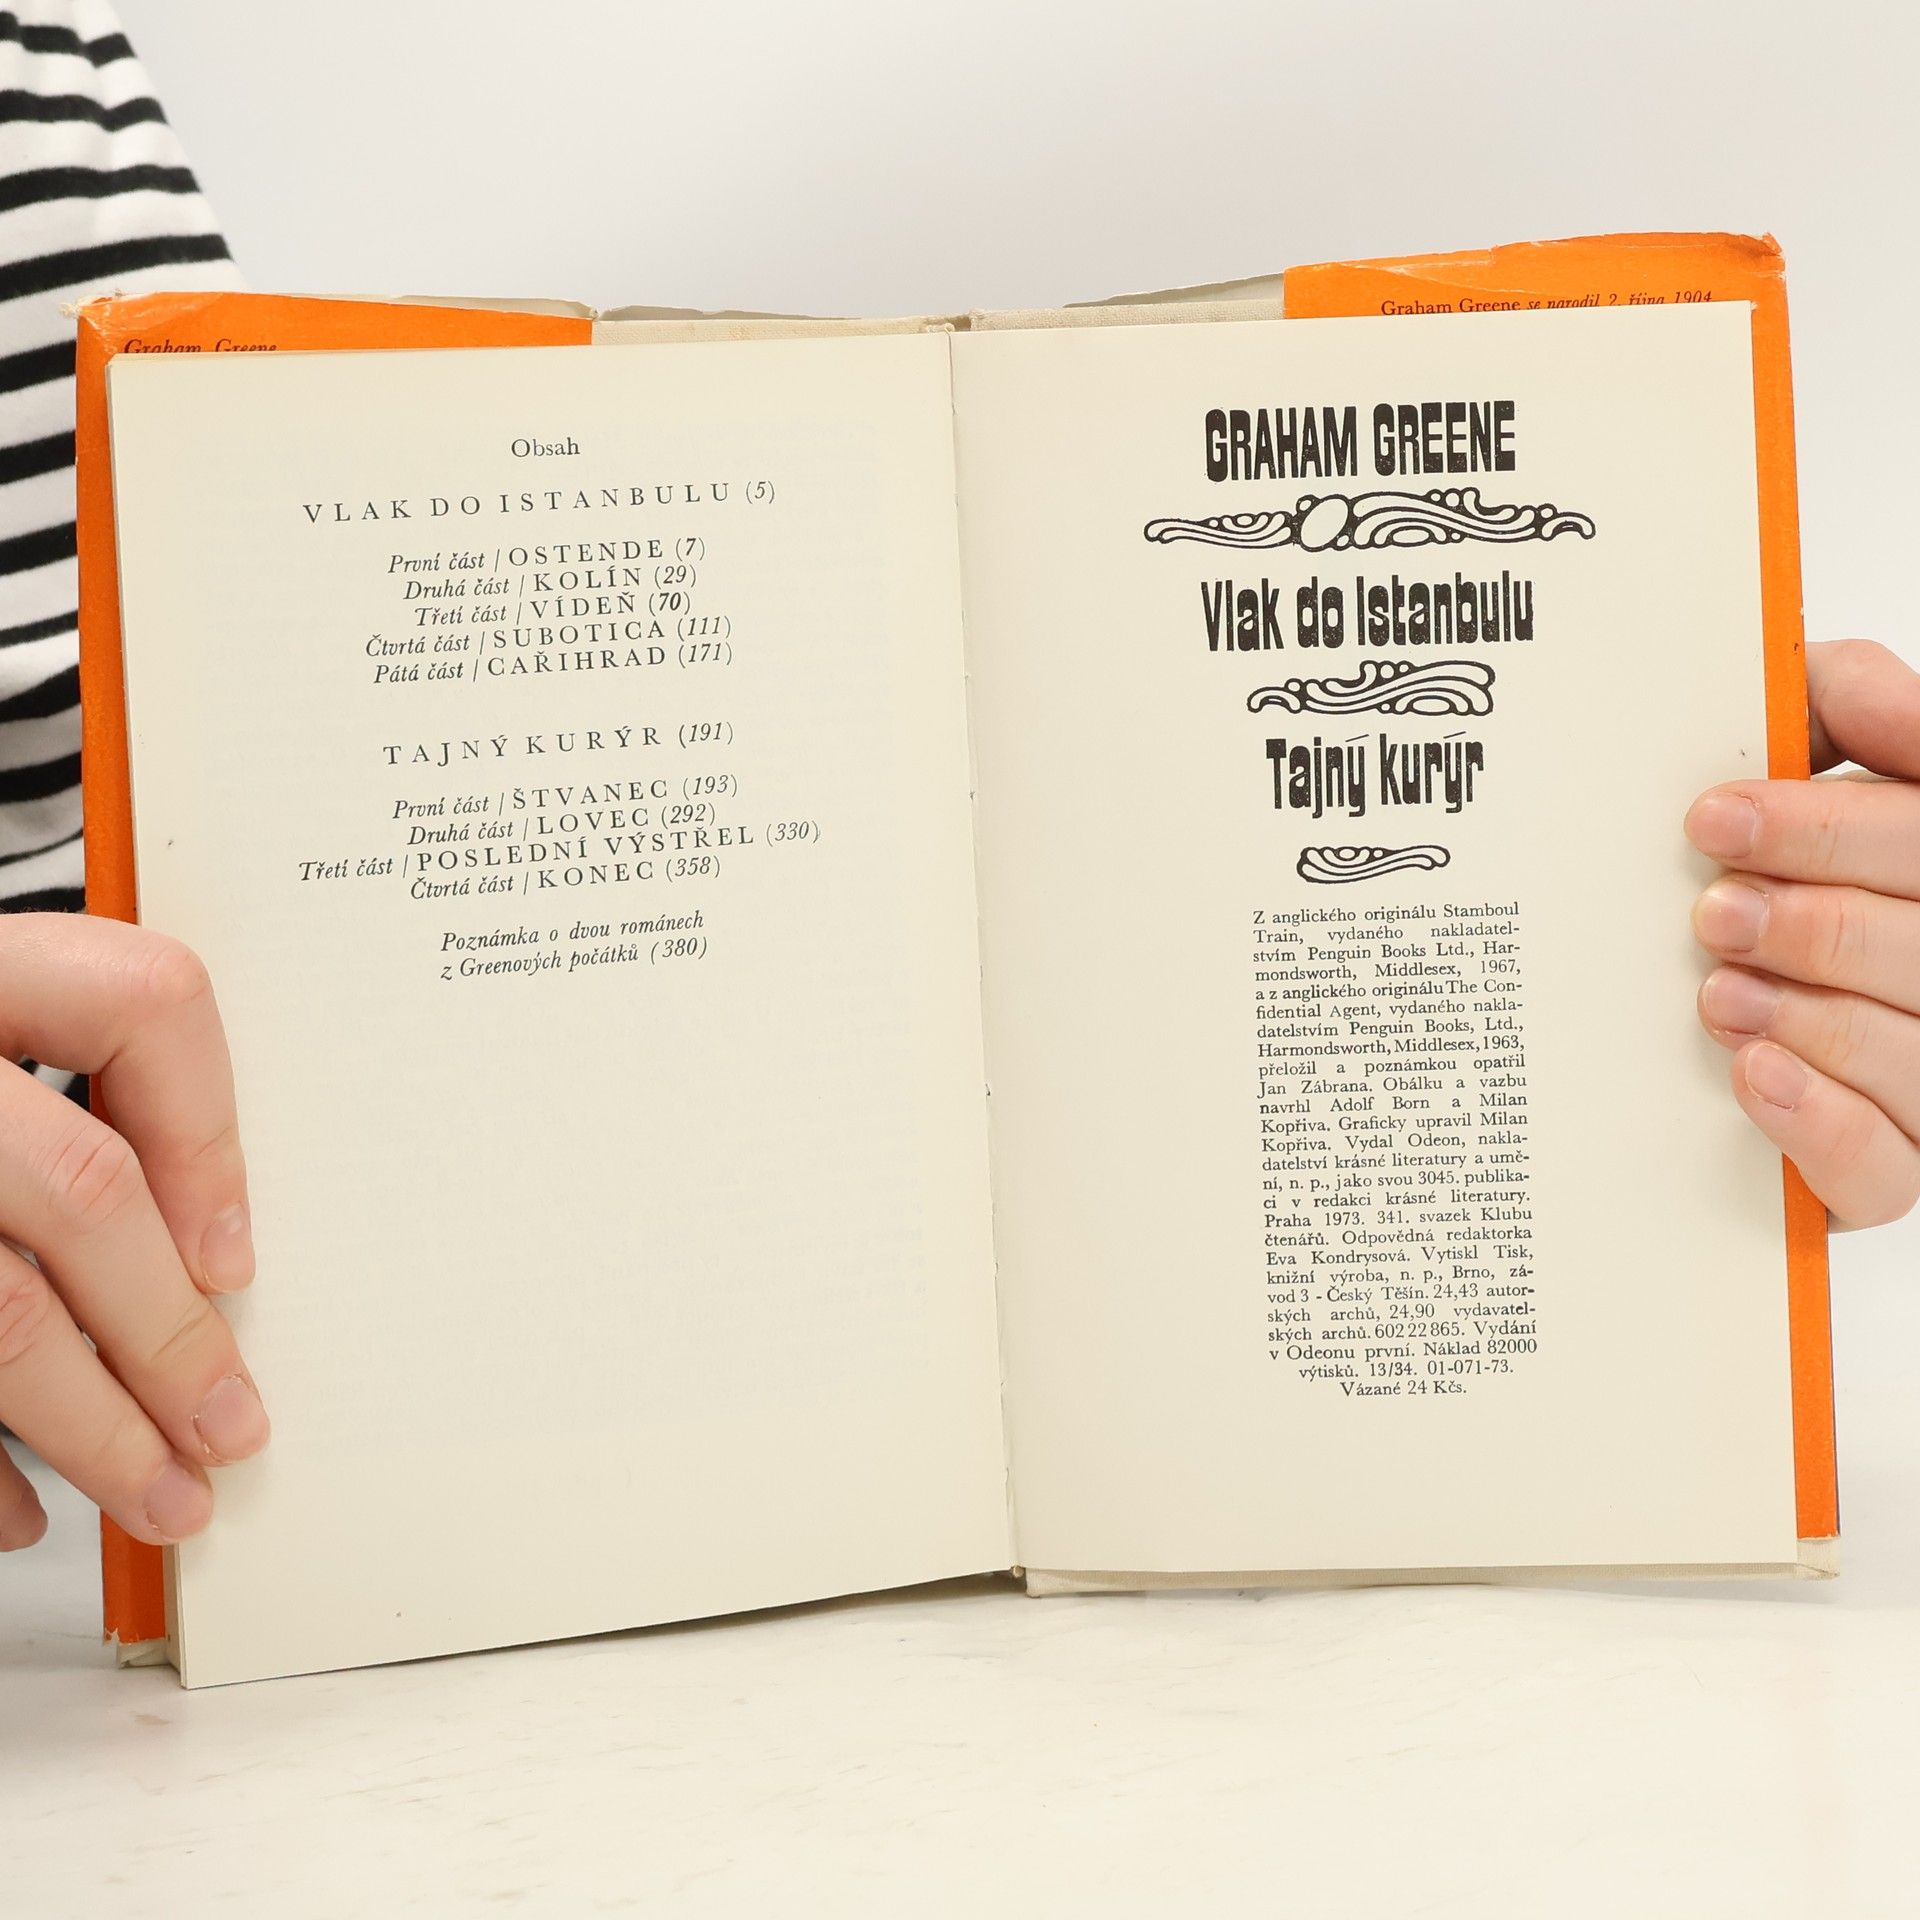 Graham Greene
Graham Greene se narodil 2. října 1904
Obsah
VLAK DO ISTANBULU (5)
První část | OSTENDE (7)
Druhá část | KOLÍN (29)
Třetí část | VÍDEŇ (70)
Čtvrtá část | SUBOTICA (111)
Pátá část | CAŘIHRAD (171)
TAJNÝ KURÝR (191)
První část | ŠTVANEC (193)
Druhá část | LOVEC (292)
Třetí část | POSLEDNÍ VÝSTŘEL (330)
Čtvrtá část | KONEC (358)
Poznámka o dvou románech
z Greenových počátků (380)
GRAHAM GREENE
Vlak do Istanbulu
Tajný kurýr
Z anglického originálu Stamboul
Train, vydaného nakladatel-
stvím Penguin Books Ltd., Har-
mondsworth, Middlesex, 1967,
a z anglického originálu The Con-
fidential Agent, vydaného nakla-
datelstvím Penguin Books, Ltd.,
Harmondsworth, Middlesex, 1963,
přeložil a poznámkou opatřil
Jan Zábrana. Obálku a vazbu
navrhl Adolf Born a Milan
Kopřiva. Graficky upravil Milan
Kopřiva. Vydal Odeon, nakla-
datelství krásné literatury a umě-
ní, n. p., jako svou 3045. publika-
ci v redakci krásné literatury.
Praha 1973. 341. svazek Klubu
čtenářů. Odpovědná redaktorka
Eva Kondrysová. Vytiskl Tisk,
knižní výroba, n. p., Brno, zá-
vod 3 - Český Těšín. 24,43 autor-
ských archů, 24,90 vydavatel-
ských archů. 602 22 865. Vydání
v Odeonu první. Náklad 82000
výtisků. 13/34. 01-071-73.
Vázané 24 Kčs.